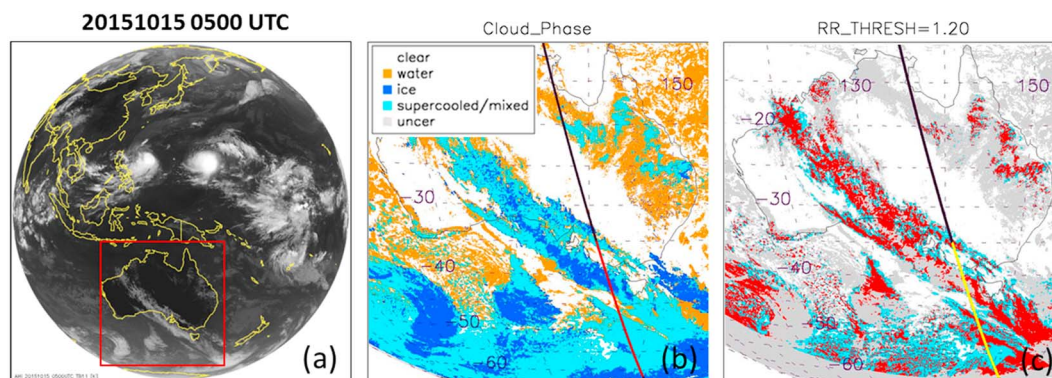 20151015 0500 UTC
(a)
Cloud_Phase
clear
water
ice
supercooled/mixed
uncer
150
-30
-40
-50
-60
(b)
RR_THRESH=1.20
130
150
-20
-30
-40
-50
-60
(c)